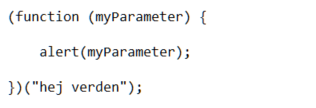 (function (myParameter) {
    alert(myParameter);
})("hej verden");